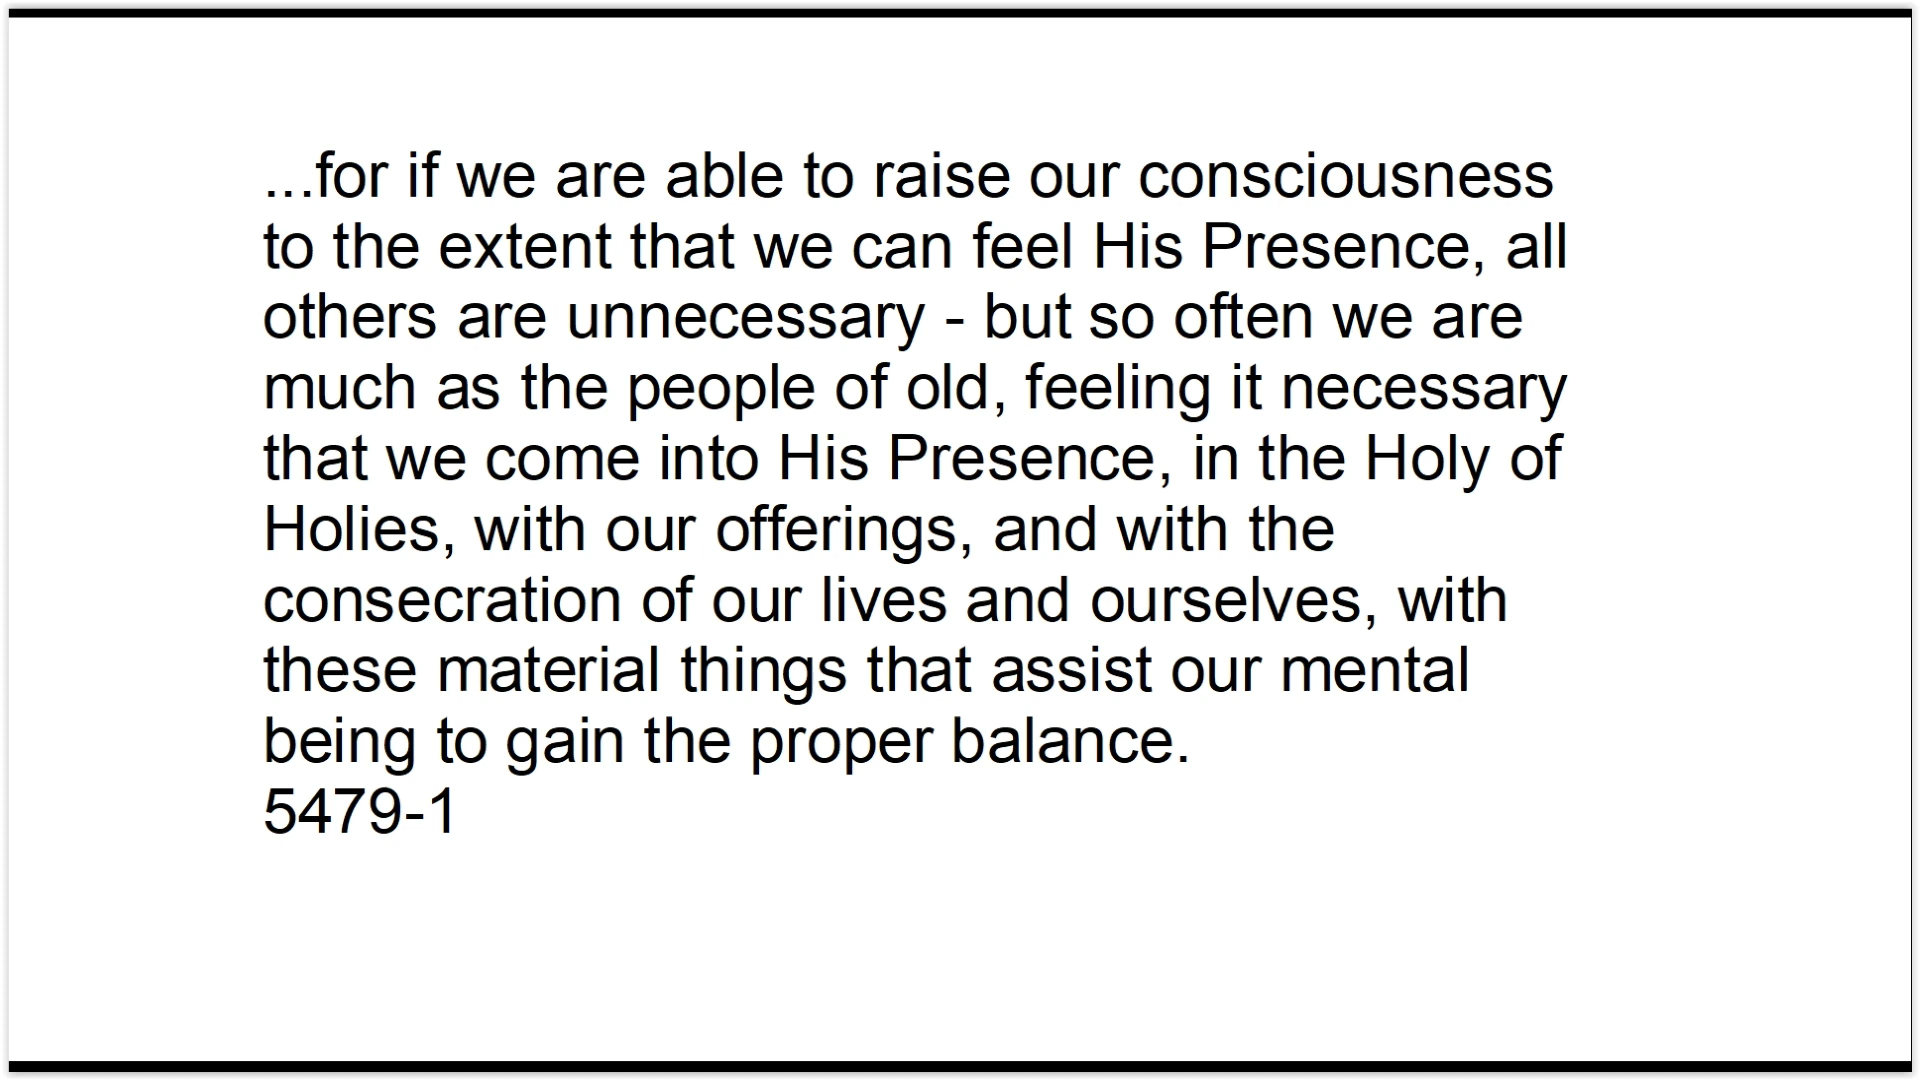 ...for if we are able to raise our consciousness
to the extent that we can feel His Presence, all
others are unnecessary - but so often we are
much as the people of old, feeling it necessary
that we come into His Presence, in the Holy of
Holies, with our offerings, and with the
consecration of our lives and ourselves, with
these material things that assist our mental
being to gain the proper balance.
5479-1